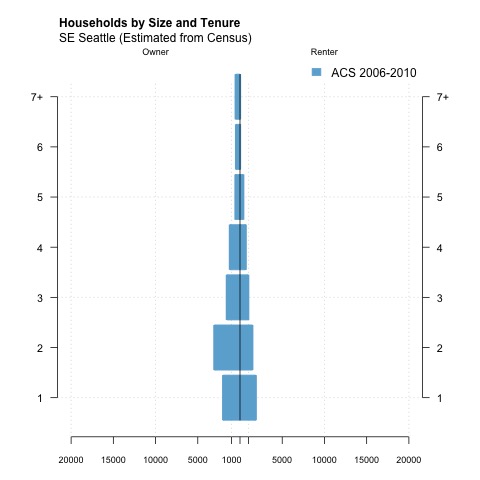 Households by Size and Tenure
SE Seattle (Estimated from Census)
Owner Renter
ACS 2006-2010
7+ 7+
6 6
5 5
4 4
3 3
2 2
1 1
20000 15000 10000 5000 1000 5000 10000 15000 20000